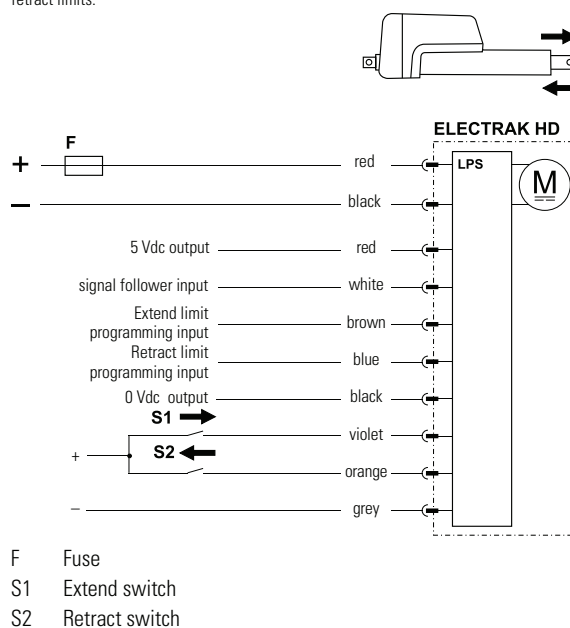 retract limits.
ELECTRAK HD
F
+ red LPS
M
− black
5 Vdc output red
signal follower input white
Extend limit
programming input brown
Retract limit
programming input blue
0 Vdc output black
S1
violet
+ S2
orange
− grey
F Fuse
S1 Extend switch
S2 Retract switch